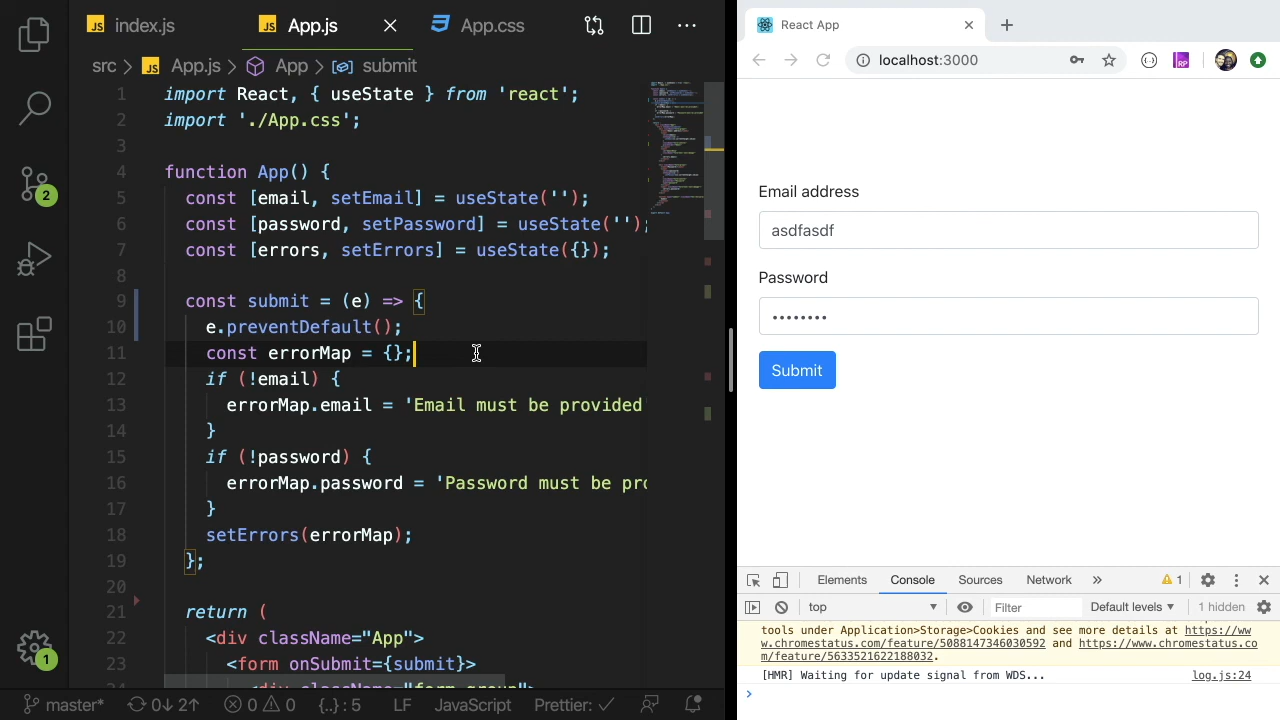 index.js
App.js
App.css
src > App.js > App > submit
1 import React, { useState } from 'react';
2 import './App.css';
3
4 function App() {
5 const [email, setEmail] = useState('');
6 const [password, setPassword] = useState('');
7 const [errors, setErrors] = useState({});
8
9 const submit = (e) => {
10 e.preventDefault();
11 const errorMap = {};
12 if (!email) {
13 errorMap.email = 'Email must be provided'
14 }
15 if (!password) {
16 errorMap.password = 'Password must be pro
17 }
18 setErrors(errorMap);
19 };
20
21 return (
22 <div className="App">
23 <form onSubmit={submit}>
24 <div className="form-group">
2
1
master* 0↓ 2↑ 0 0 {..} : 5 LF JavaScript Prettier: ✓
React App
localhost:3000
Email address
asdfasdf
Password
••••••••
Submit
Elements Console Sources Network » 1
top Filter Default levels ▼ 1 hidden
tools under Application>Storage>Cookies and see more details at https://ww
w.chromestatus.com/feature/5088147346030592 and https://www.chromestatus.co
m/feature/5633521622188032.
[HMR] Waiting for update signal from WDS... log.js:24
>